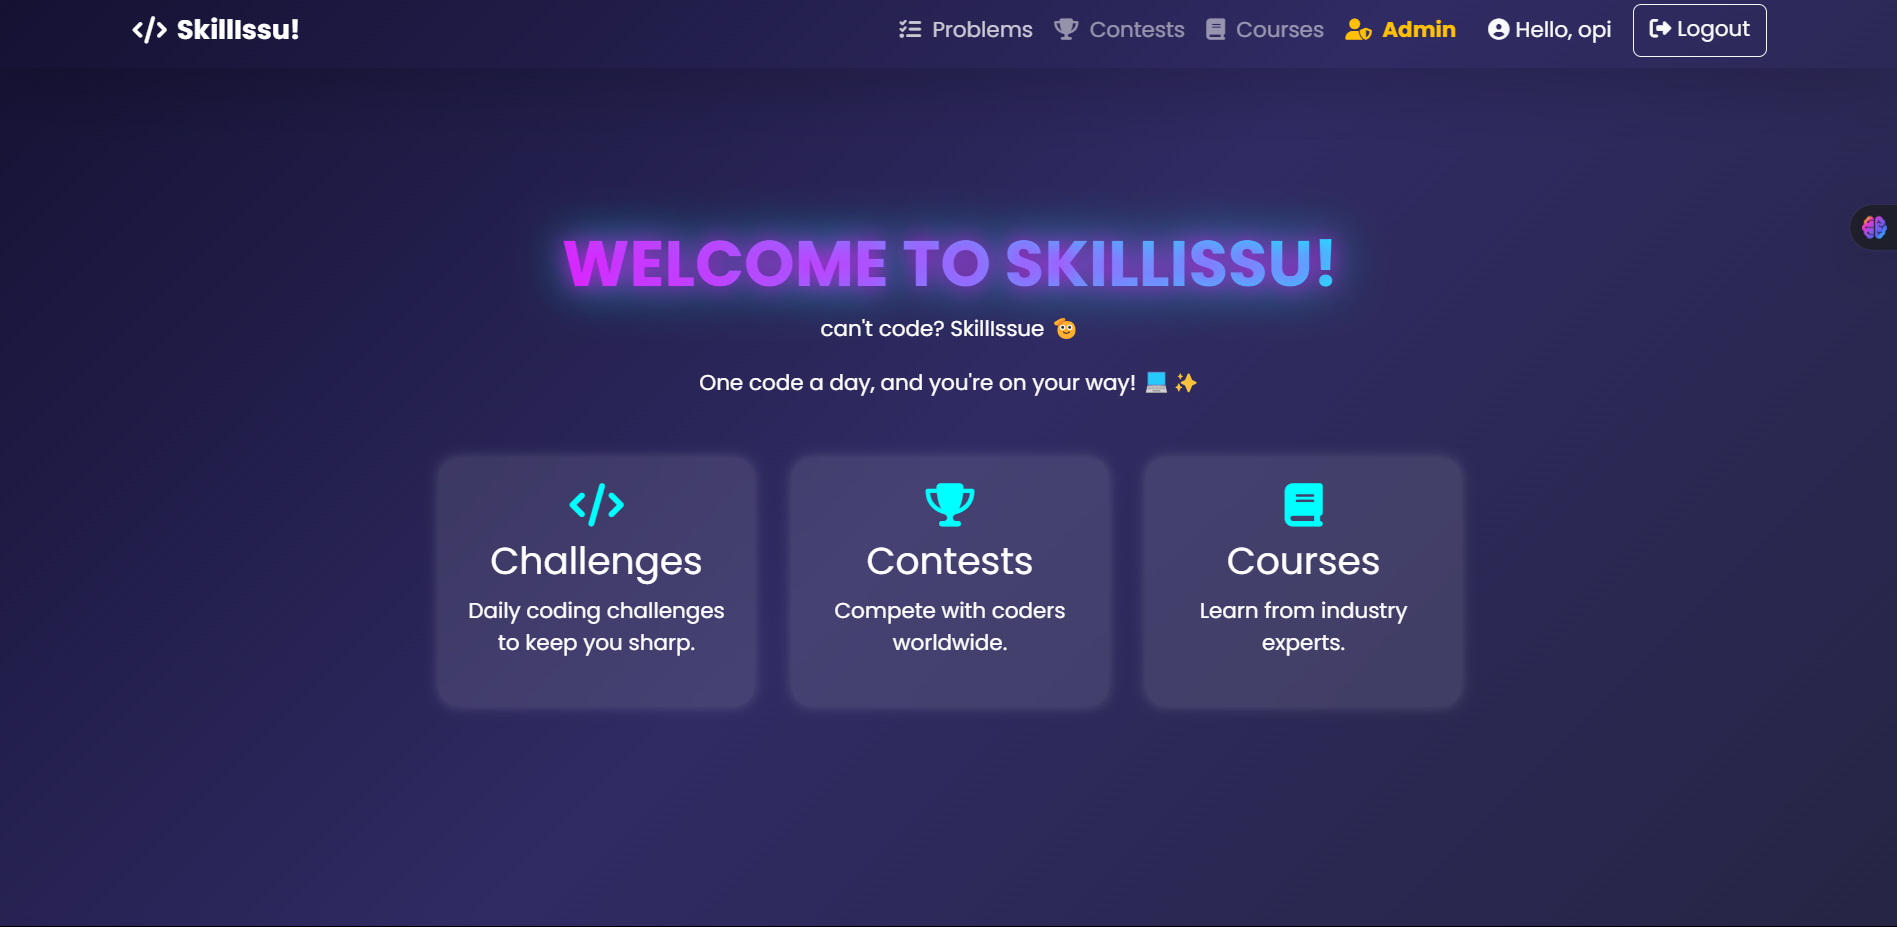 SkillIssu!
Problems
Contests
Courses
Admin
Hello, opi
Logout
WELCOME TO SKILLISSU!
can't code? SkillIssue 🫡
One code a day, and you're on your way! 💻✨
Challenges
Daily coding challenges
to keep you sharp.
Contests
Compete with coders
worldwide.
Courses
Learn from industry
experts.